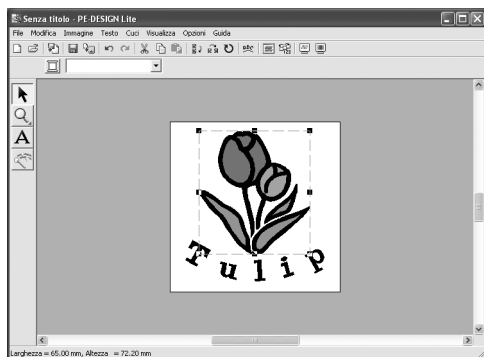 Senza titolo - PE-DESIGN Lite
File Modifica Immagine Testo Cuci Visualizza Opzioni Guida
abc
A
Tulip
Larghezza = 65.00 mm, Altezza = 72.20 mm